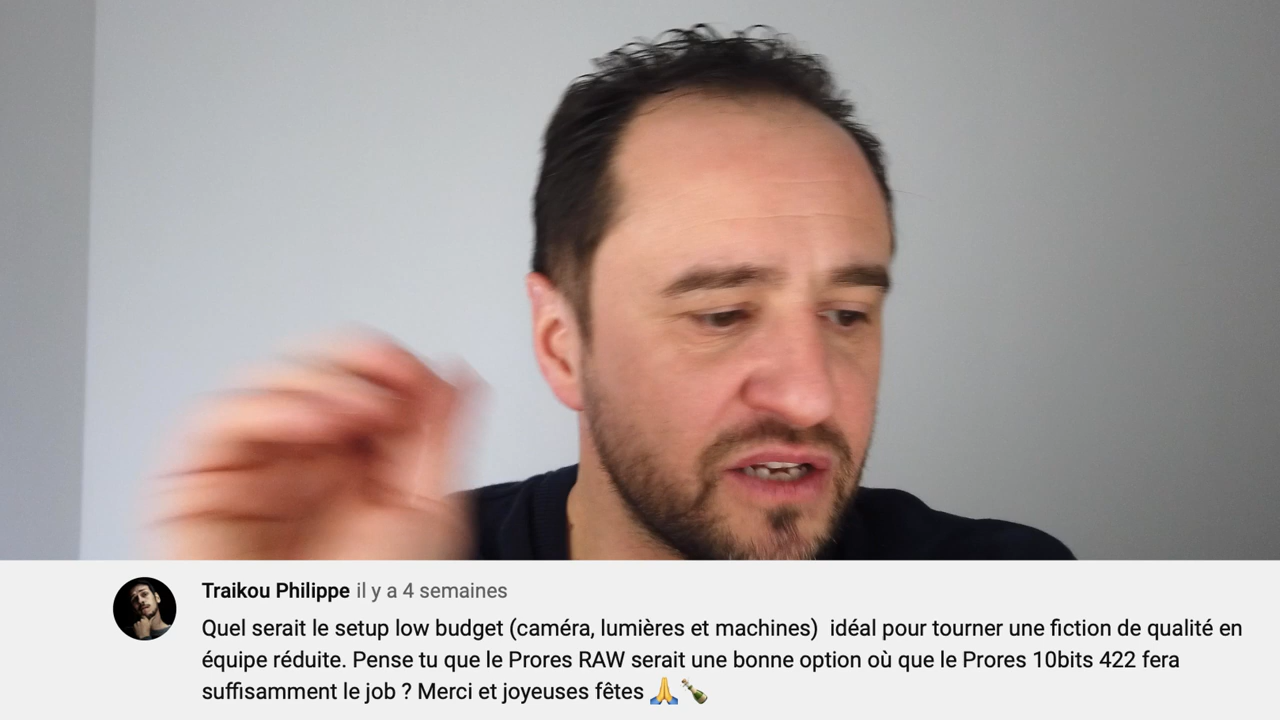 Traikou Philippe il y a 4 semaines
Quel serait le setup low budget (caméra, lumières et machines)  idéal pour tourner une fiction de qualité en
équipe réduite. Pense tu que le Prores RAW serait une bonne option où que le Prores 10bits 422 fera
suffisamment le job ? Merci et joyeuses fêtes 🙏🍾